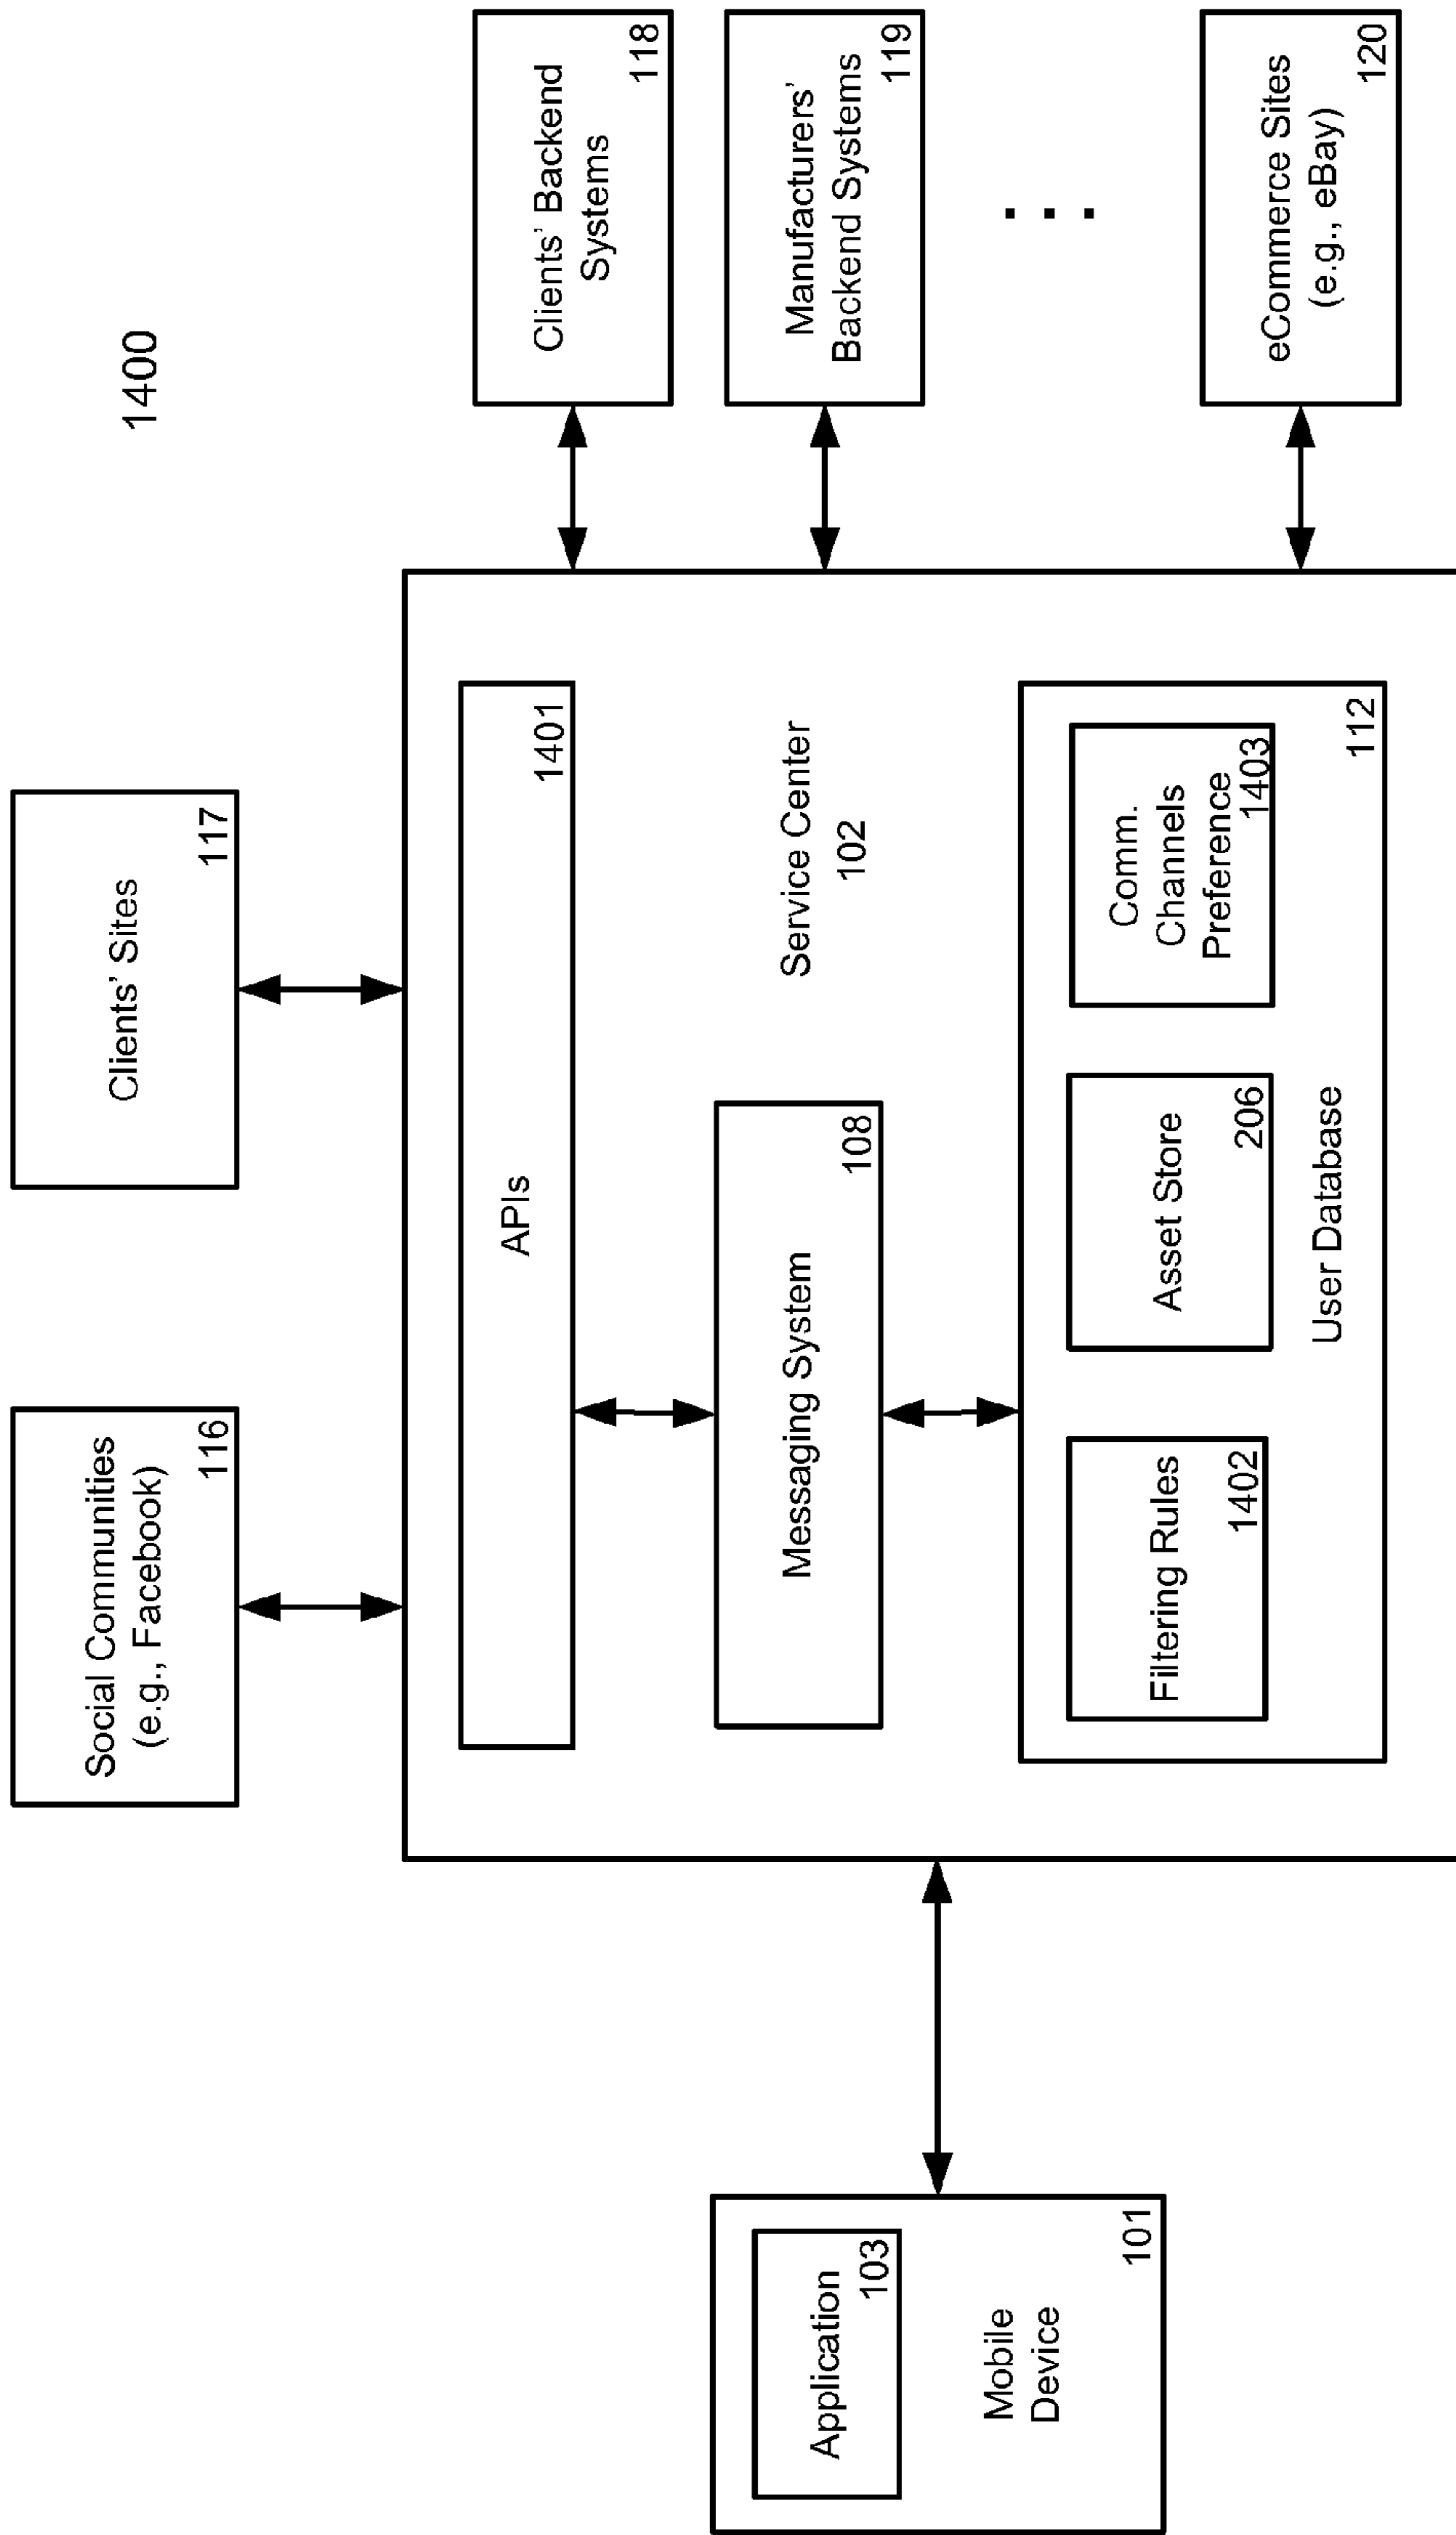 1400
Social Communities
(e.g., Facebook)
116
Clients’ Sites
117
Clients’ Backend
Systems
118
Manufacturers’
Backend Systems
119
. . .
eCommerce Sites
(e.g., eBay)
120
APIs
1401
Messaging System
108
Service Center
102
Filtering Rules
1402
Asset Store
206
Comm.
Channels
Preference
1403
User Database
112
Application
103
Mobile
Device
101